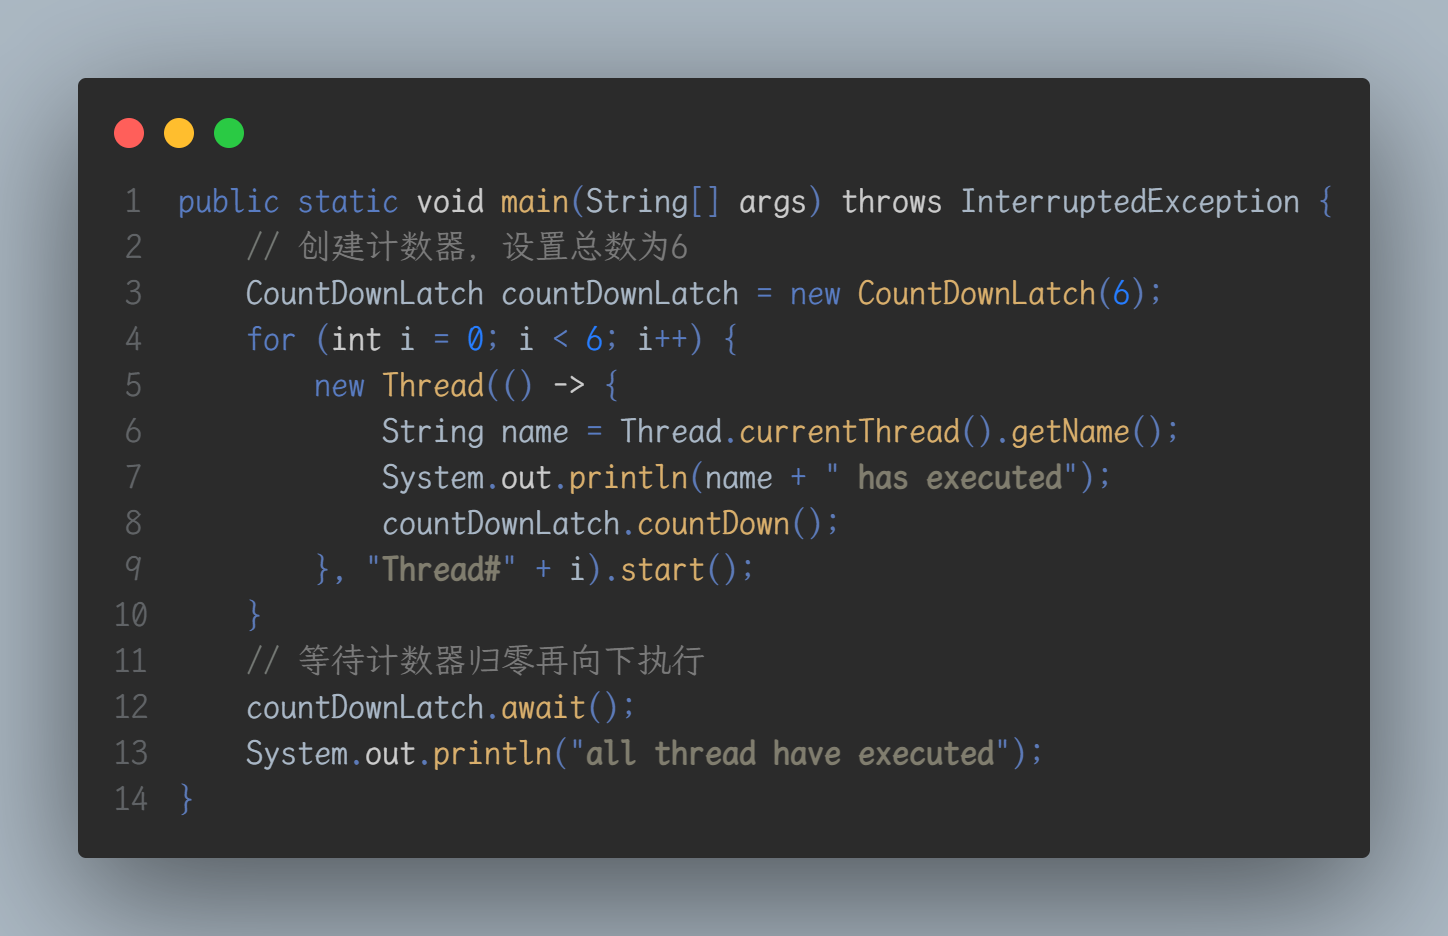 1 public static void main(String[] args) throws InterruptedException {
2     // 创建计数器，设置总数为6
3     CountDownLatch countDownLatch = new CountDownLatch(6);
4     for (int i = 0; i < 6; i++) {
5         new Thread(() -> {
6             String name = Thread.currentThread().getName();
7             System.out.println(name + " has executed");
8             countDownLatch.countDown();
9         }, "Thread#" + i).start();
10     }
11     // 等待计数器归零再向下执行
12     countDownLatch.await();
13     System.out.println("all thread have executed");
14 }